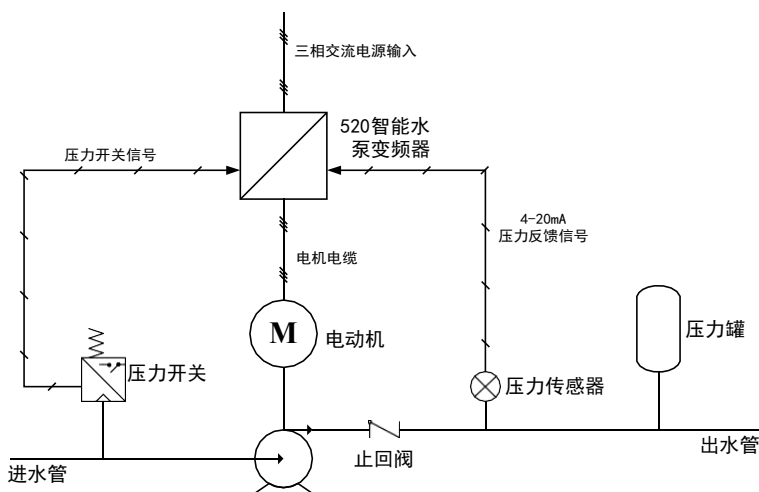 三相交流电源输入
520智能水
泵变频器
压力开关信号
4-20mA
压力反馈信号
电机电缆
M
电动机
压力罐
压力开关
压力传感器
止回阀
出水管
进水管